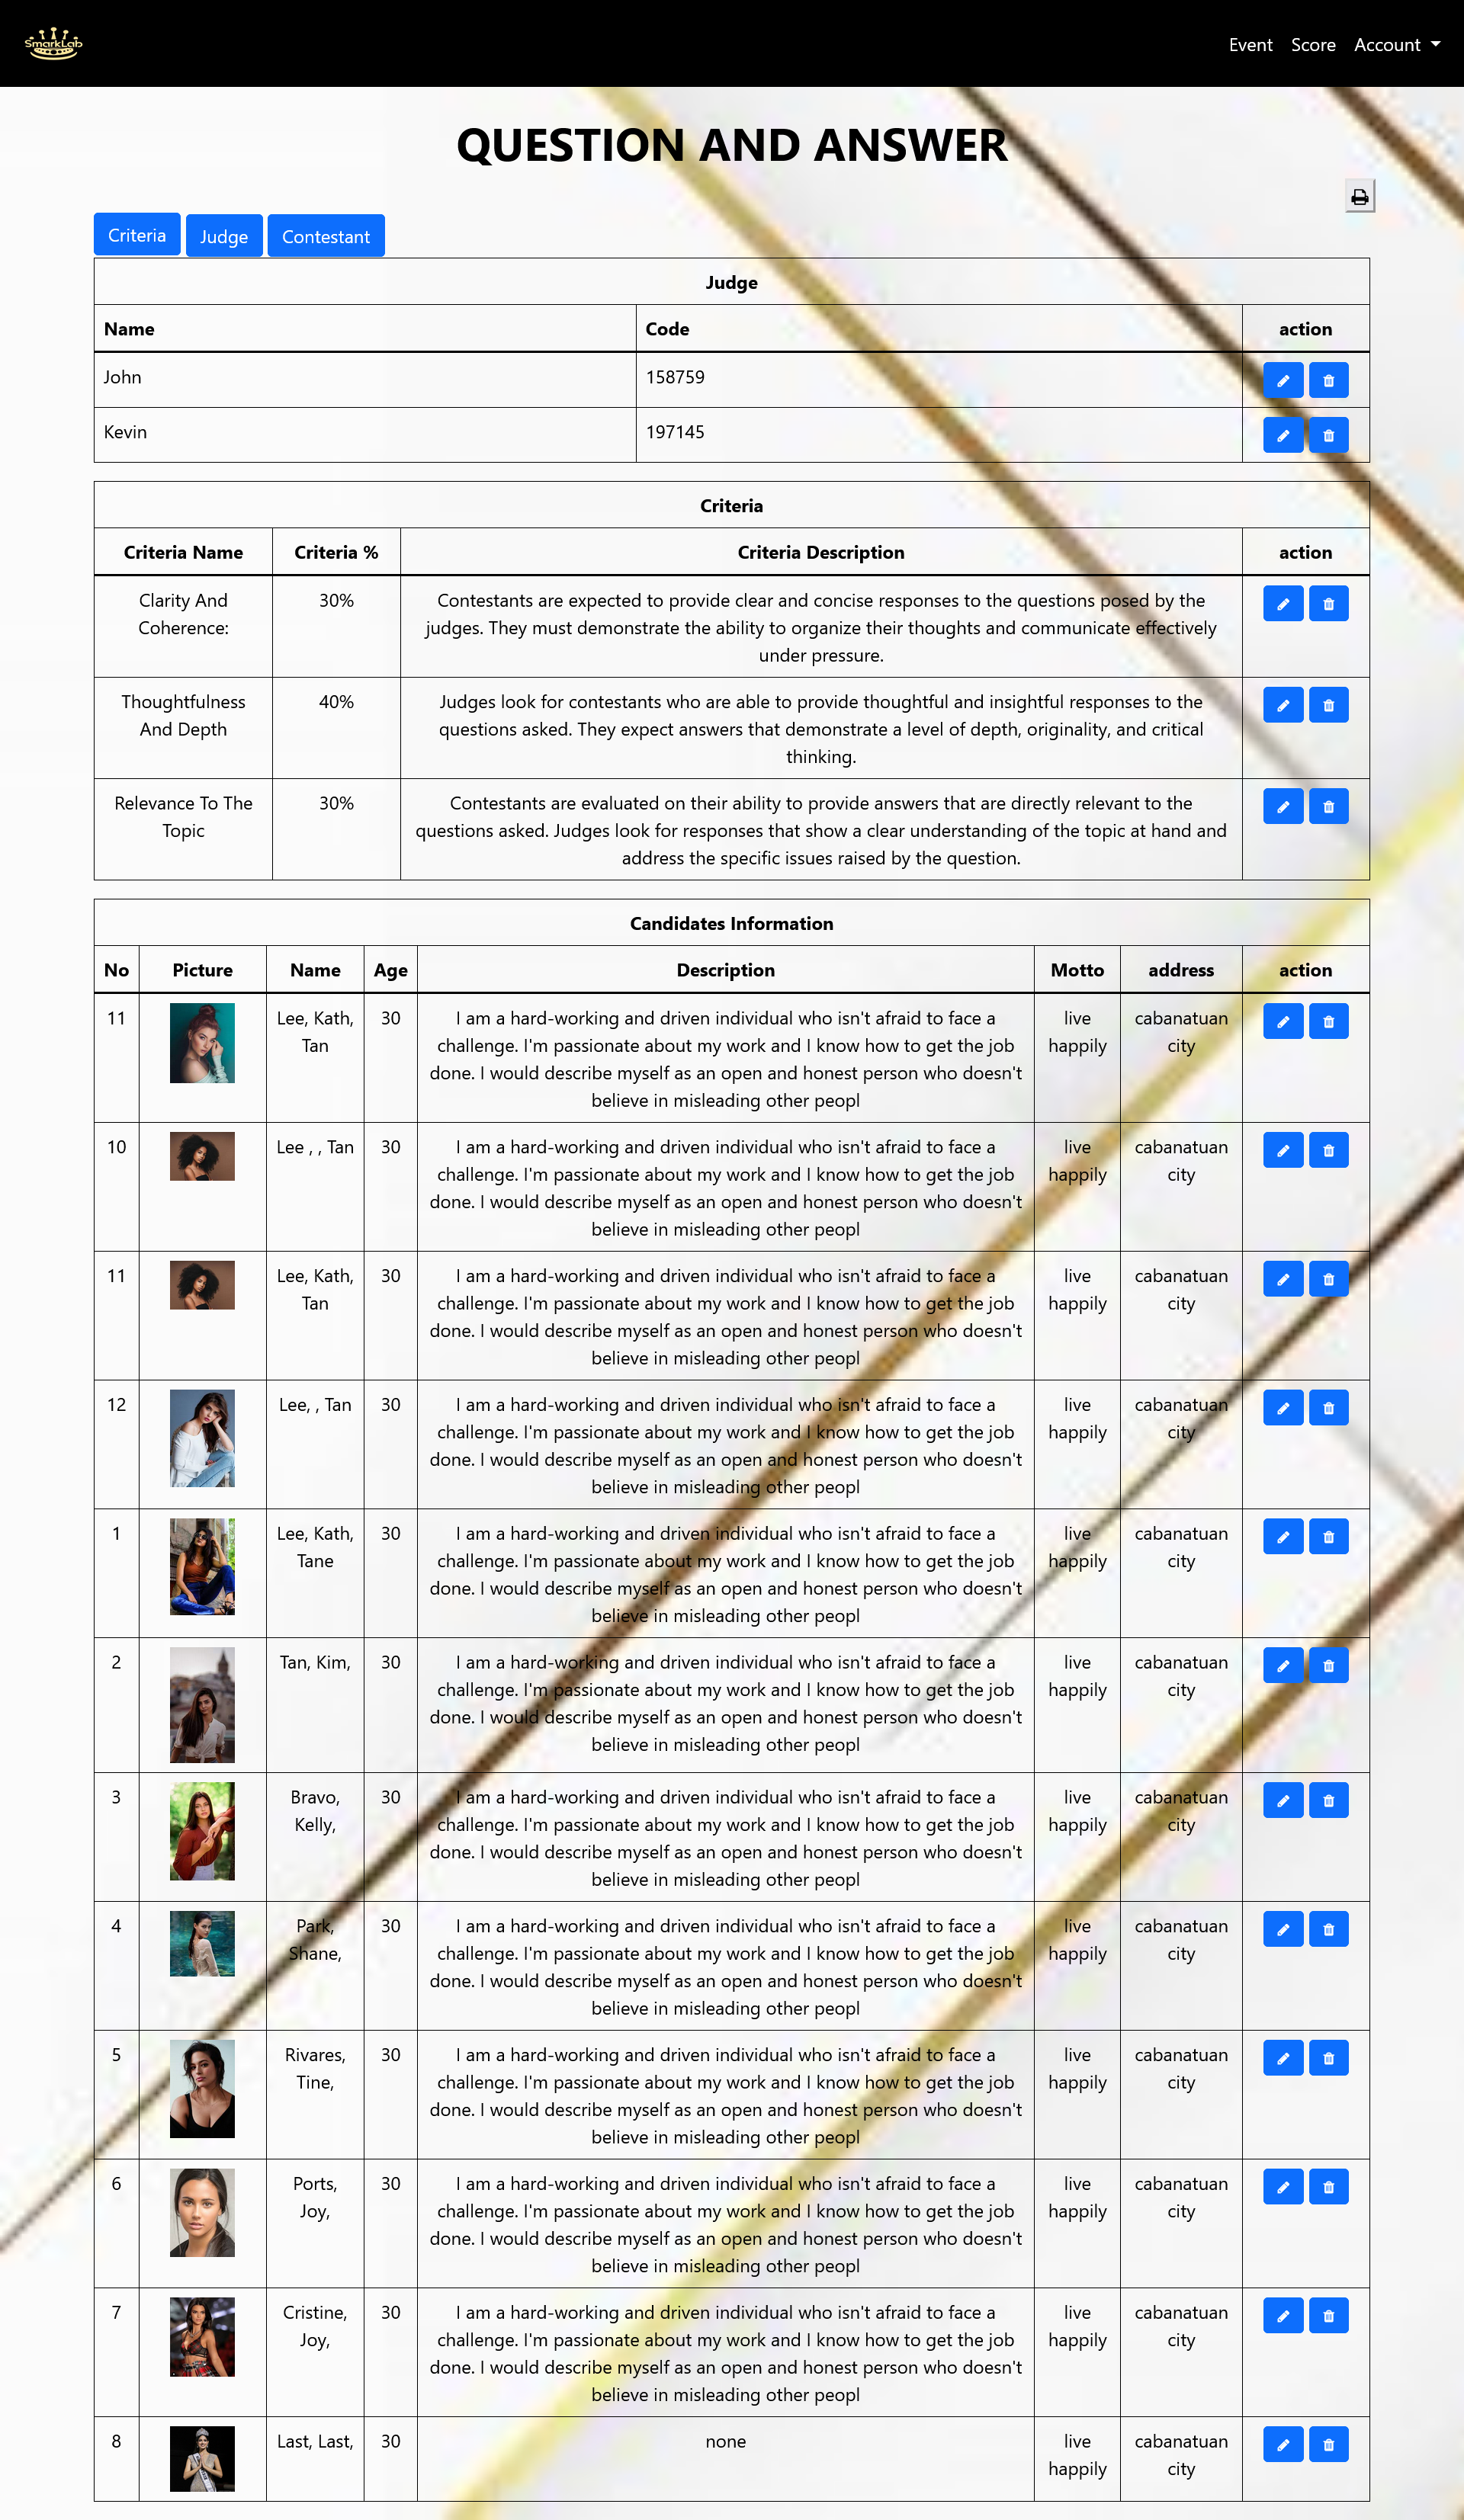 SmarkLab
Event Score Account
QUESTION AND ANSWER
Criteria Judge Contestant
Judge
Name Code action
John 158759
Kevin 197145
Criteria
Criteria Name Criteria % Criteria Description action
Clarity And 30% Contestants are expected to provide clear and concise responses to the questions posed by the
Coherence: judges. They must demonstrate the ability to organize their thoughts and communicate effectively
under pressure.
Thoughtfulness 40% Judges look for contestants who are able to provide thoughtful and insightful responses to the
And Depth questions asked. They expect answers that demonstrate a level of depth, originality, and critical
thinking.
Relevance To The 30% Contestants are evaluated on their ability to provide answers that are directly relevant to the
Topic questions asked. Judges look for responses that show a clear understanding of the topic at hand and
address the specific issues raised by the question.
Candidates Information
No Picture Name Age Description Motto address action
11 Lee, Kath, 30 I am a hard-working and driven individual who isn't afraid to face a live cabanatuan
Tan challenge. I'm passionate about my work and I know how to get the job happily city
done. I would describe myself as an open and honest person who doesn't
believe in misleading other peopl
10 Lee , , Tan 30 I am a hard-working and driven individual who isn't afraid to face a live cabanatuan
challenge. I'm passionate about my work and I know how to get the job happily city
done. I would describe myself as an open and honest person who doesn't
believe in misleading other peopl
11 Lee, Kath, 30 I am a hard-working and driven individual who isn't afraid to face a live cabanatuan
Tan challenge. I'm passionate about my work and I know how to get the job happily city
done. I would describe myself as an open and honest person who doesn't
believe in misleading other peopl
12 Lee, , Tan 30 I am a hard-working and driven individual who isn't afraid to face a live cabanatuan
challenge. I'm passionate about my work and I know how to get the job happily city
done. I would describe myself as an open and honest person who doesn't
believe in misleading other peopl
1 Lee, Kath, 30 I am a hard-working and driven individual who isn't afraid to face a live cabanatuan
Tane challenge. I'm passionate about my work and I know how to get the job happily city
done. I would describe myself as an open and honest person who doesn't
believe in misleading other peopl
2 Tan, Kim, 30 I am a hard-working and driven individual who isn't afraid to face a live cabanatuan
challenge. I'm passionate about my work and I know how to get the job happily city
done. I would describe myself as an open and honest person who doesn't
believe in misleading other peopl
3 Bravo, 30 I am a hard-working and driven individual who isn't afraid to face a live cabanatuan
Kelly, challenge. I'm passionate about my work and I know how to get the job happily city
done. I would describe myself as an open and honest person who doesn't
believe in misleading other peopl
4 Park, 30 I am a hard-working and driven individual who isn't afraid to face a live cabanatuan
Shane, challenge. I'm passionate about my work and I know how to get the job happily city
done. I would describe myself as an open and honest person who doesn't
believe in misleading other peopl
5 Rivares, 30 I am a hard-working and driven individual who isn't afraid to face a live cabanatuan
Tine, challenge. I'm passionate about my work and I know how to get the job happily city
done. I would describe myself as an open and honest person who doesn't
believe in misleading other peopl
6 Ports, 30 I am a hard-working and driven individual who isn't afraid to face a live cabanatuan
Joy, challenge. I'm passionate about my work and I know how to get the job happily city
done. I would describe myself as an open and honest person who doesn't
believe in misleading other peopl
7 Cristine, 30 I am a hard-working and driven individual who isn't afraid to face a live cabanatuan
Joy, challenge. I'm passionate about my work and I know how to get the job happily city
done. I would describe myself as an open and honest person who doesn't
believe in misleading other peopl
8 Last, Last, 30 none live cabanatuan
happily city